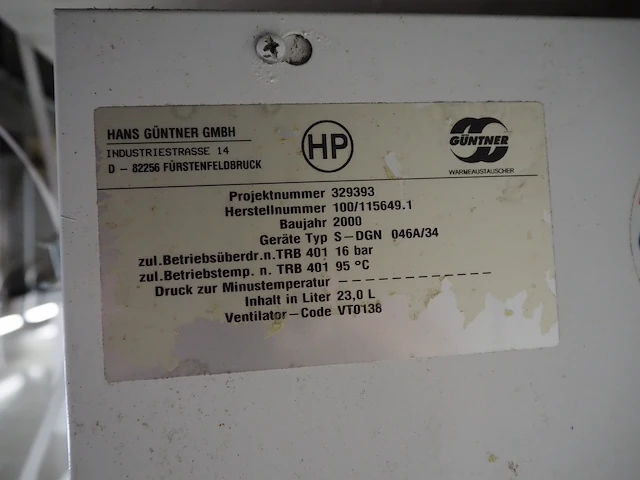 HANS GÜNTNER GMBH
INDUSTRIESTRASSE 14
D - 82256 FÜRSTENFELDBRUCK
HP
GÜNTNER
WÄRMEAUSTAUSCHER
Projektnummer 329393
Herstellnummer 100/115649.1
Baujahr 2000
Geräte Typ S-DGN 046A/34
zul.Betriebsüberdr.n.TRB 401 16 bar
zul.Betriebstemp. n. TRB 401 95 °C
Druck zur Minustemperatur -------------
Inhalt in Liter 23,0 L
Ventilator-Code VT0138